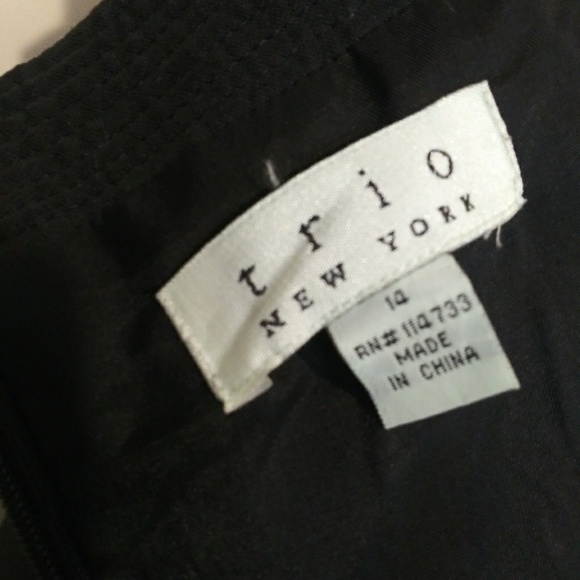 trio
NEW YORK
14
RN# 114733
MADE
IN CHINA